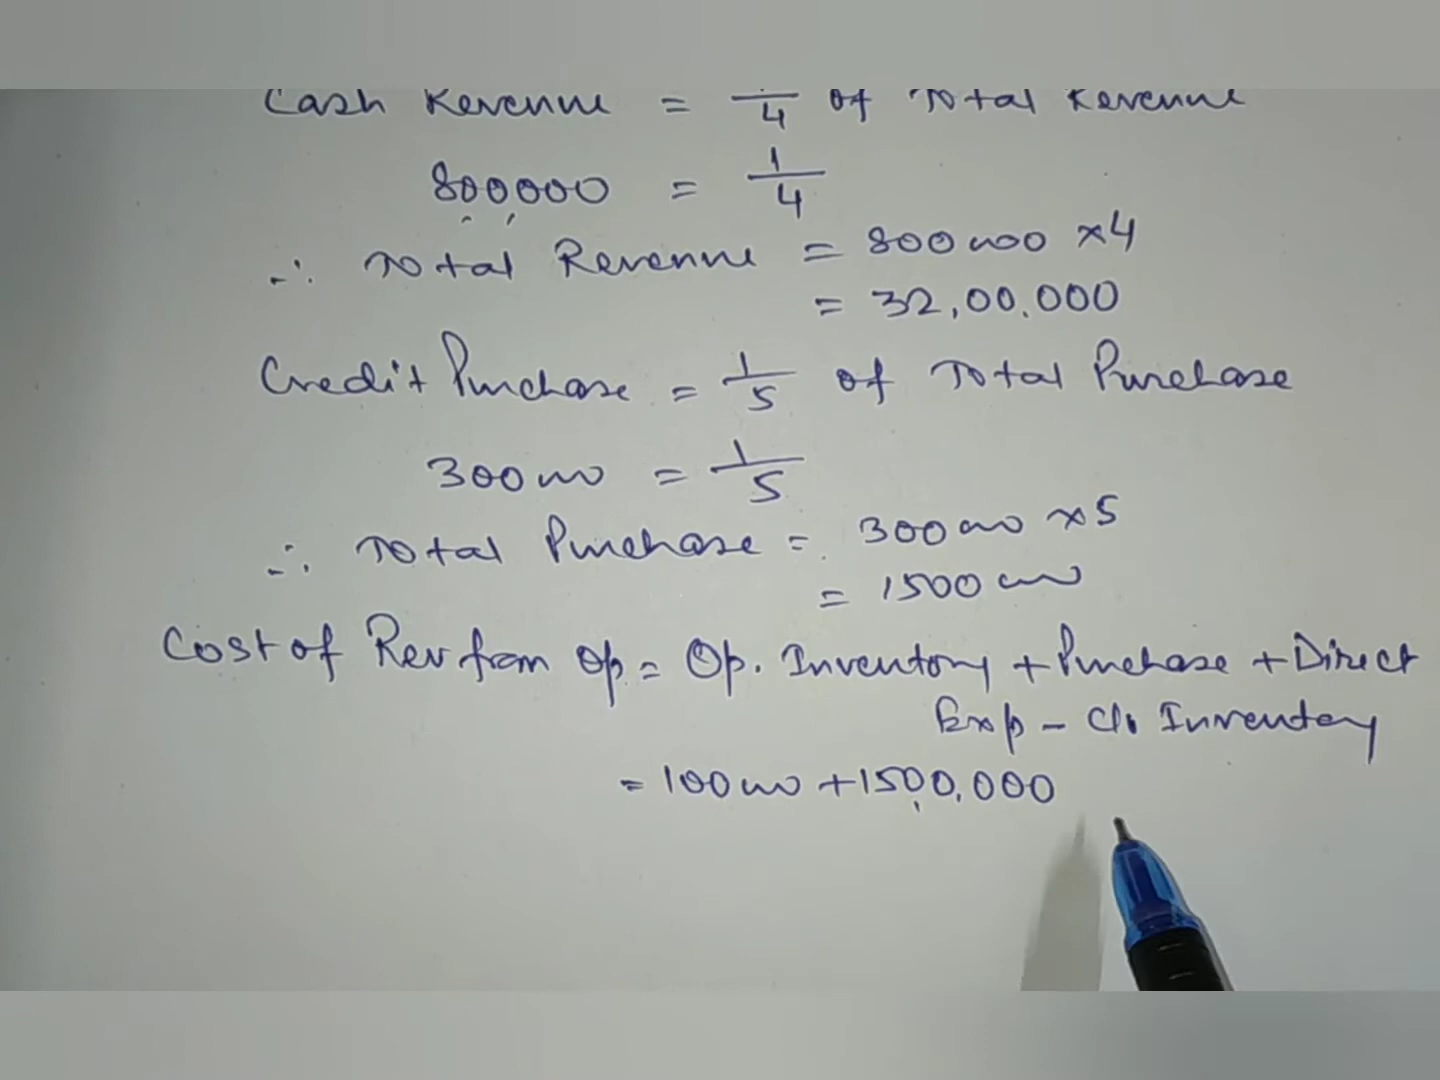 Cash Revenue = 1/4 of Total Revenue
800,000 = 1/4
∴ Total Revenue = 800000 x4
= 32,00,000
Credit Purchase = 1/5 of Total Purchase
300000 = 1/5
∴ Total Purchase = 300000 x5
= 1500000
Cost of Rev from Op = Op. Inventory + Purchase + Direct
Exp - Cl. Inventory
= 100000 + 1500,000